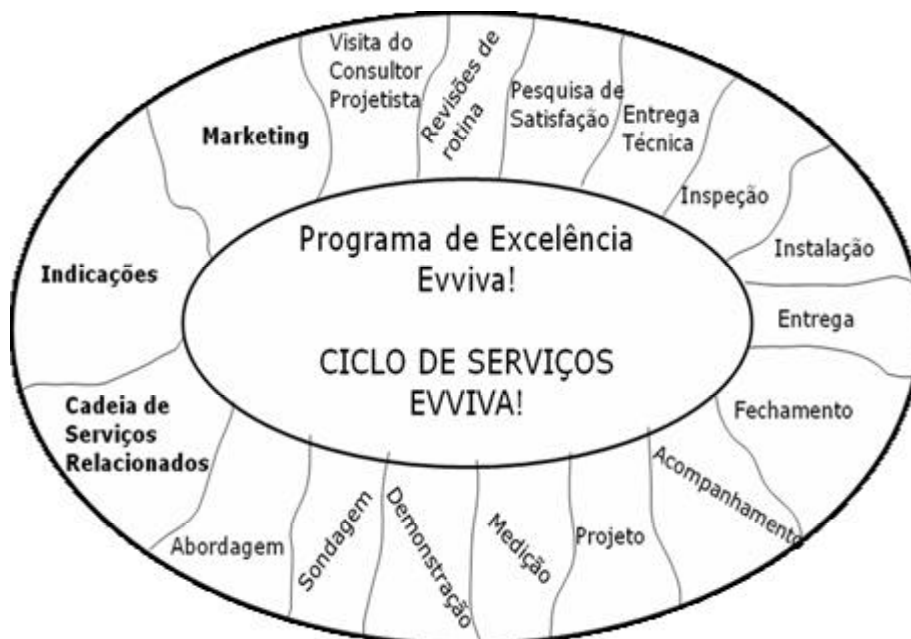 Programa de Excelência
Evviva!
CICLO DE SERVIÇOS
EVVIVA!
Marketing
Visita do
Consultor
Projetista
Revisões de
rotina
Pesquisa de
Satisfação
Entrega
Técnica
Inspeção
Instalação
Entrega
Fechamento
Acompanhamento
Projeto
Medição
Demonstração
Sondagem
Abordagem
Cadeia de
Serviços
Relacionados
Indicações